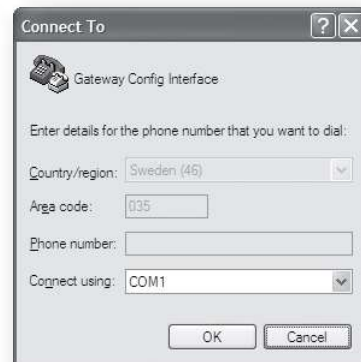 Connect To
Gateway Config Interface
Enter details for the phone number that you want to dial:
Country/region: Sweden (46)
Area code: 035
Phone number:
Connect using: COM1
OK Cancel